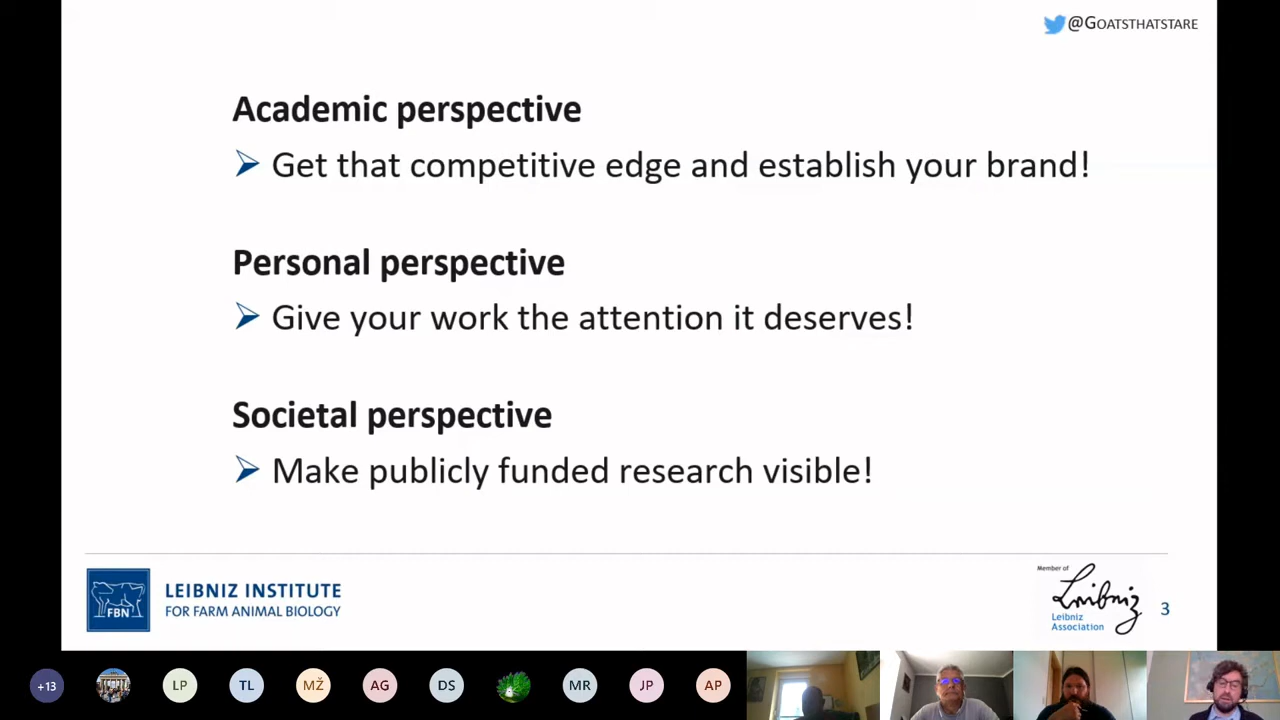 @Goatsthatstare
Academic perspective
Get that competitive edge and establish your brand!
Personal perspective
Give your work the attention it deserves!
Societal perspective
Make publicly funded research visible!
FBN
LEIBNIZ INSTITUTE
FOR FARM ANIMAL BIOLOGY
Member of
Leibniz
Leibniz
Association
3
+13
LP
TL
MŽ
AG
DS
MR
JP
AP